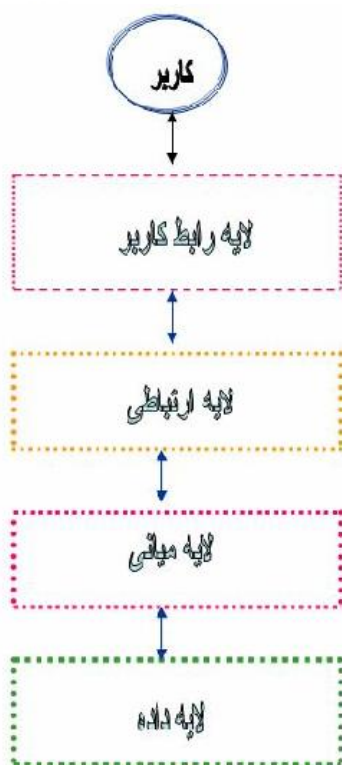 کاربر
لایه رابط کاربر
لایه ارتباطی
لایه میانی
لایه داده